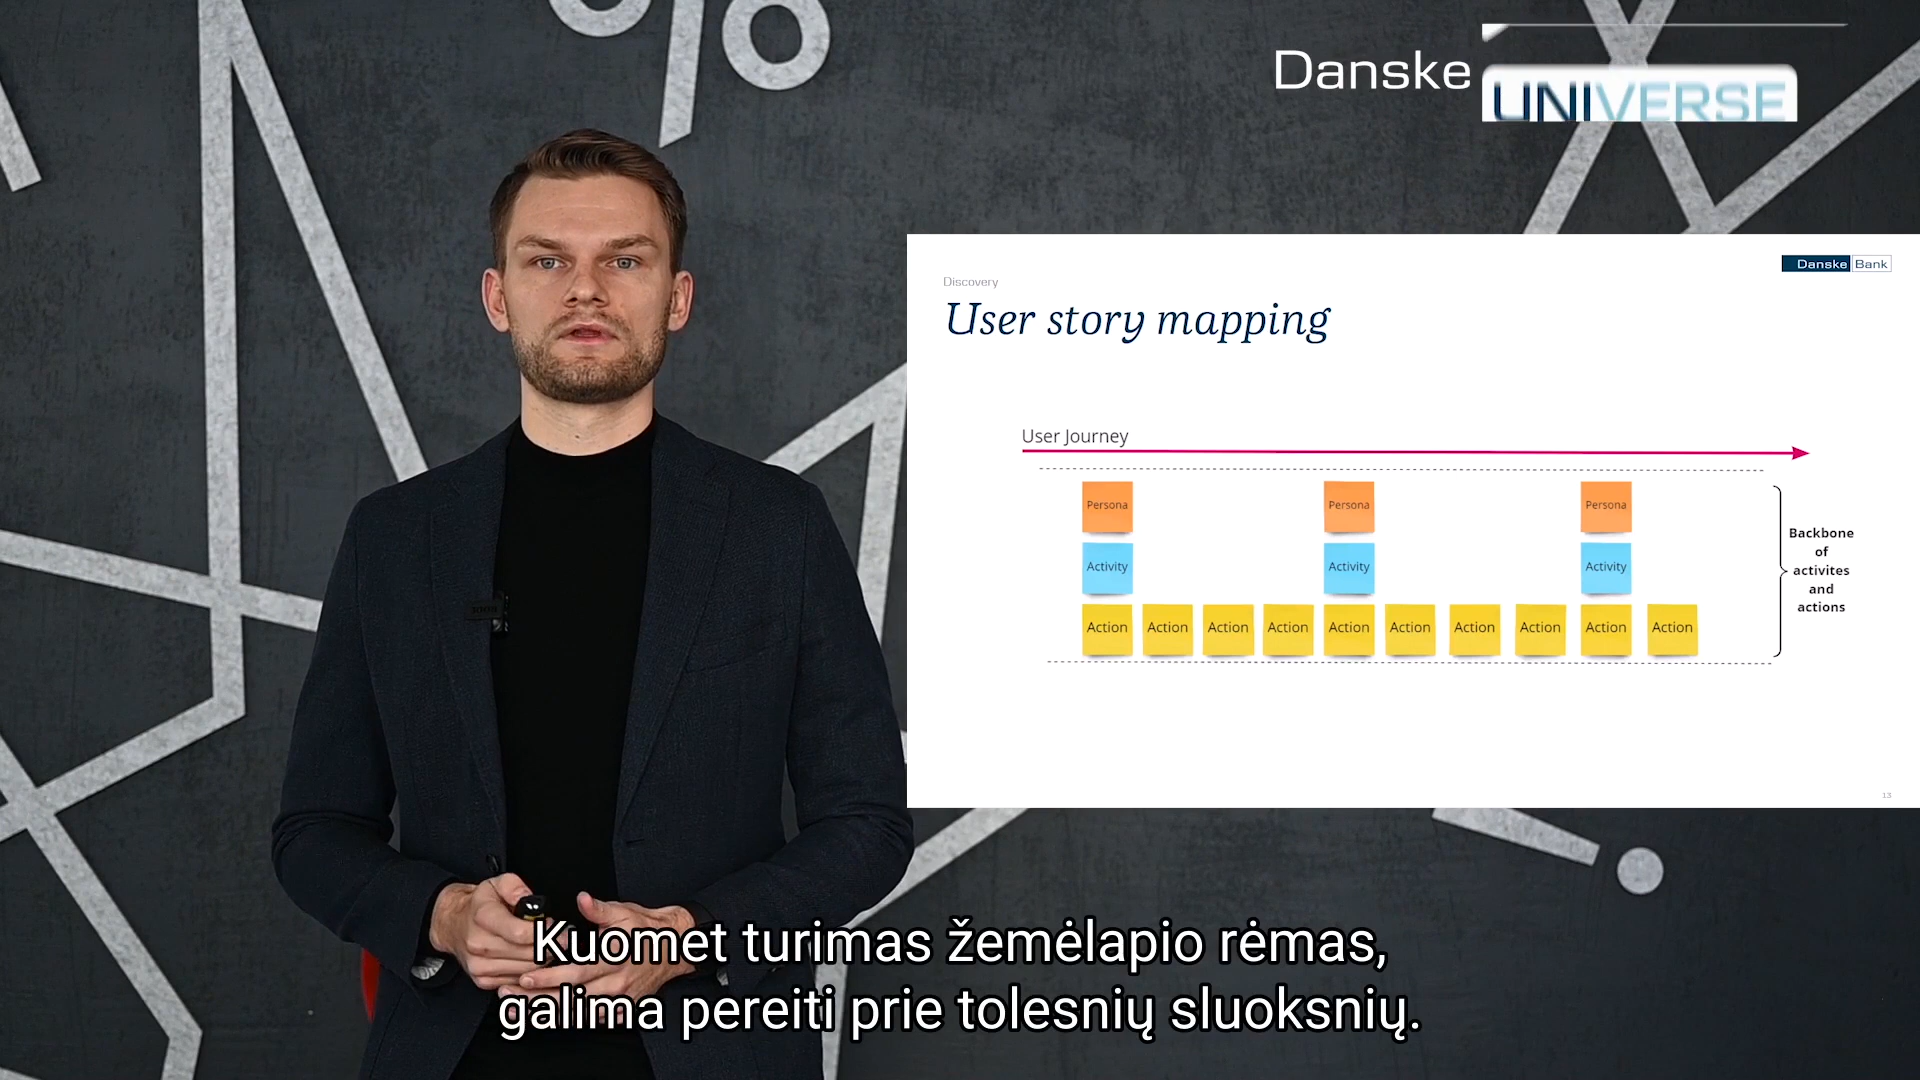 %
Danske
UNIVERSE
Danske Bank
Discovery
User story mapping
User Journey
Persona Persona Persona
Activity Activity Activity
Action Action Action Action Action Action Action Action Action Action
Backbone
of
activites
and
actions
13
RODE
Kuomet turimas žemėlapio rėmas,
galima pereiti prie tolesnių sluoksnių.